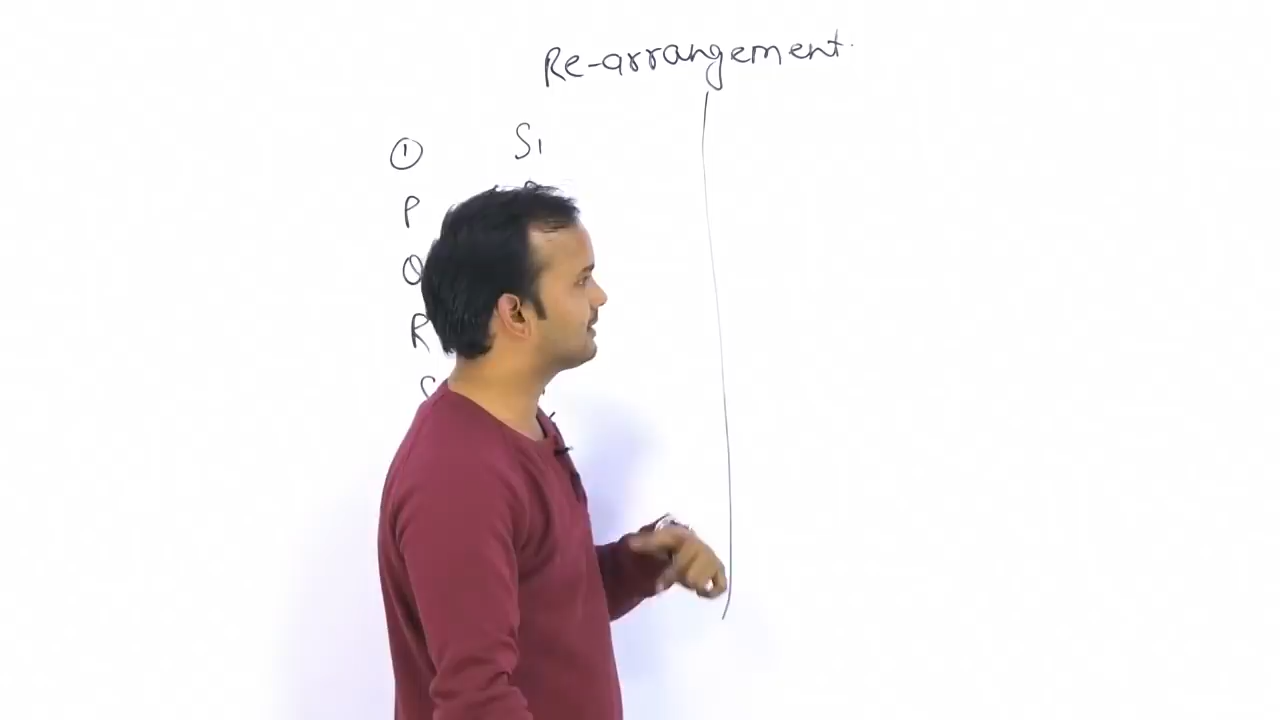 Re-arrangement.
① S1
P
Q
R